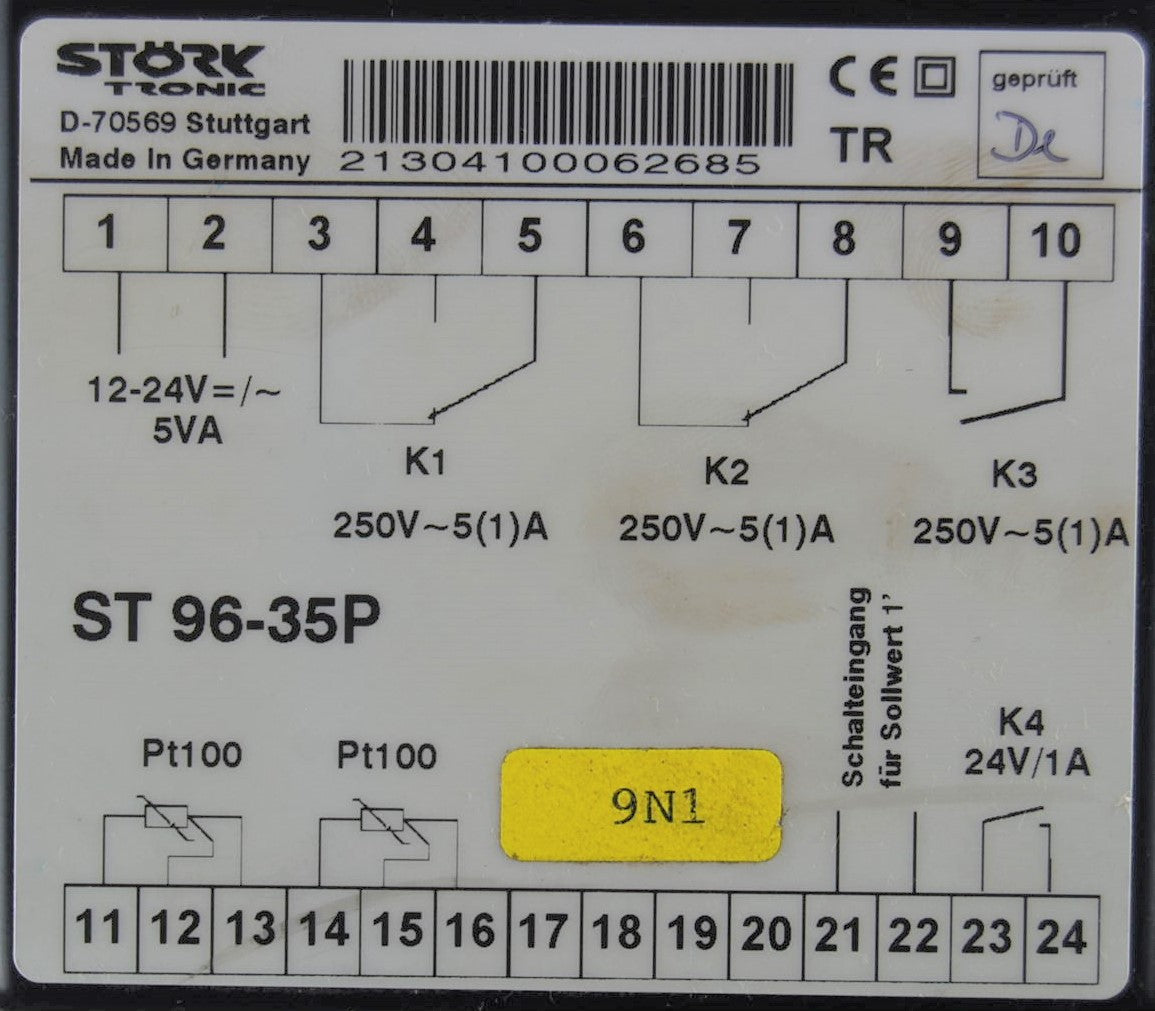 STÖRK
TRONIC
D-70569 Stuttgart
Made In Germany
21304100062685
CE
TR
geprüft
De
1 2 3 4 5 6 7 8 9 10
12-24V=/~
5VA
K1
250V~5(1)A
K2
250V~5(1)A
K3
250V~5(1)A
ST 96-35P
Schalteingang
für Sollwert 1'
Pt100
Pt100
9N1
K4
24V/1A
11 12 13 14 15 16 17 18 19 20 21 22 23 24